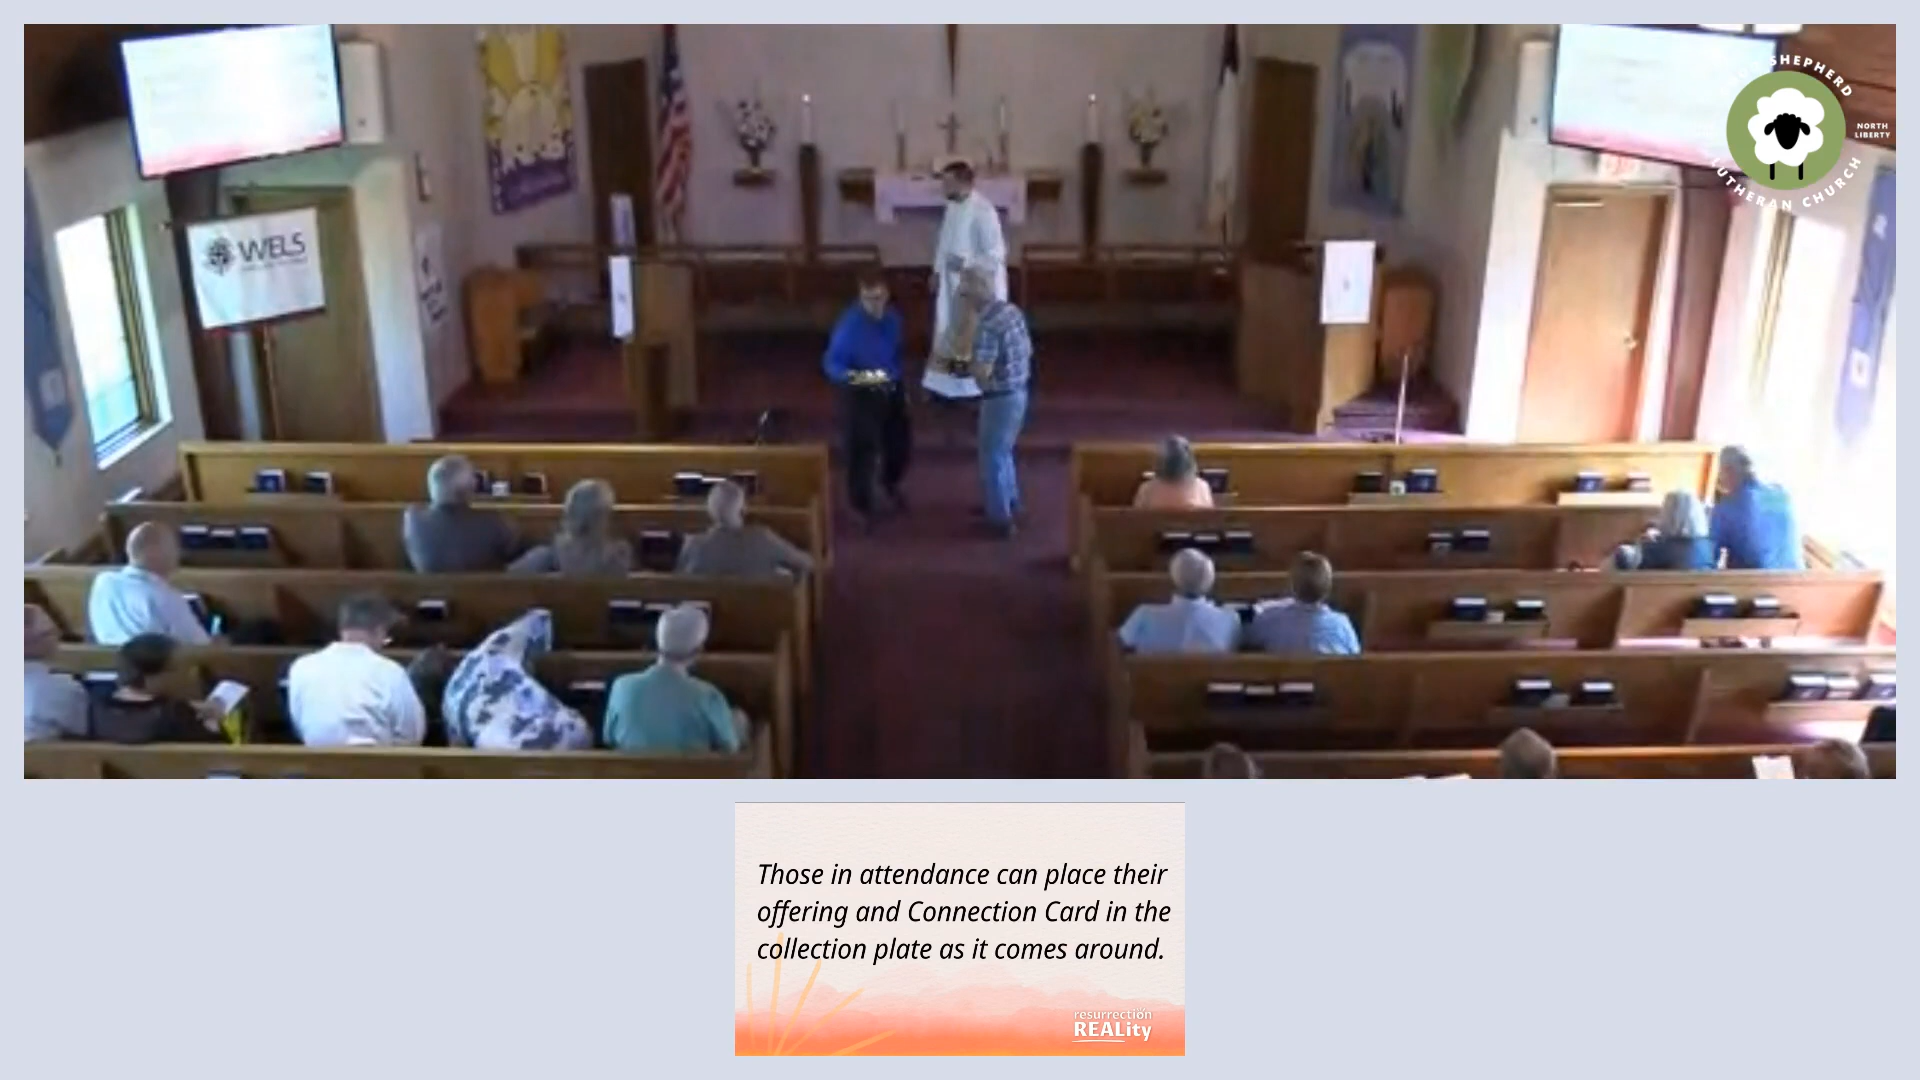 SHEPHERD
NORTH
LIBERTY
LUTHERAN CHURCH
WELS
Those in attendance can place their
offering and Connection Card in the
collection plate as it comes around.
resurrection
REALity